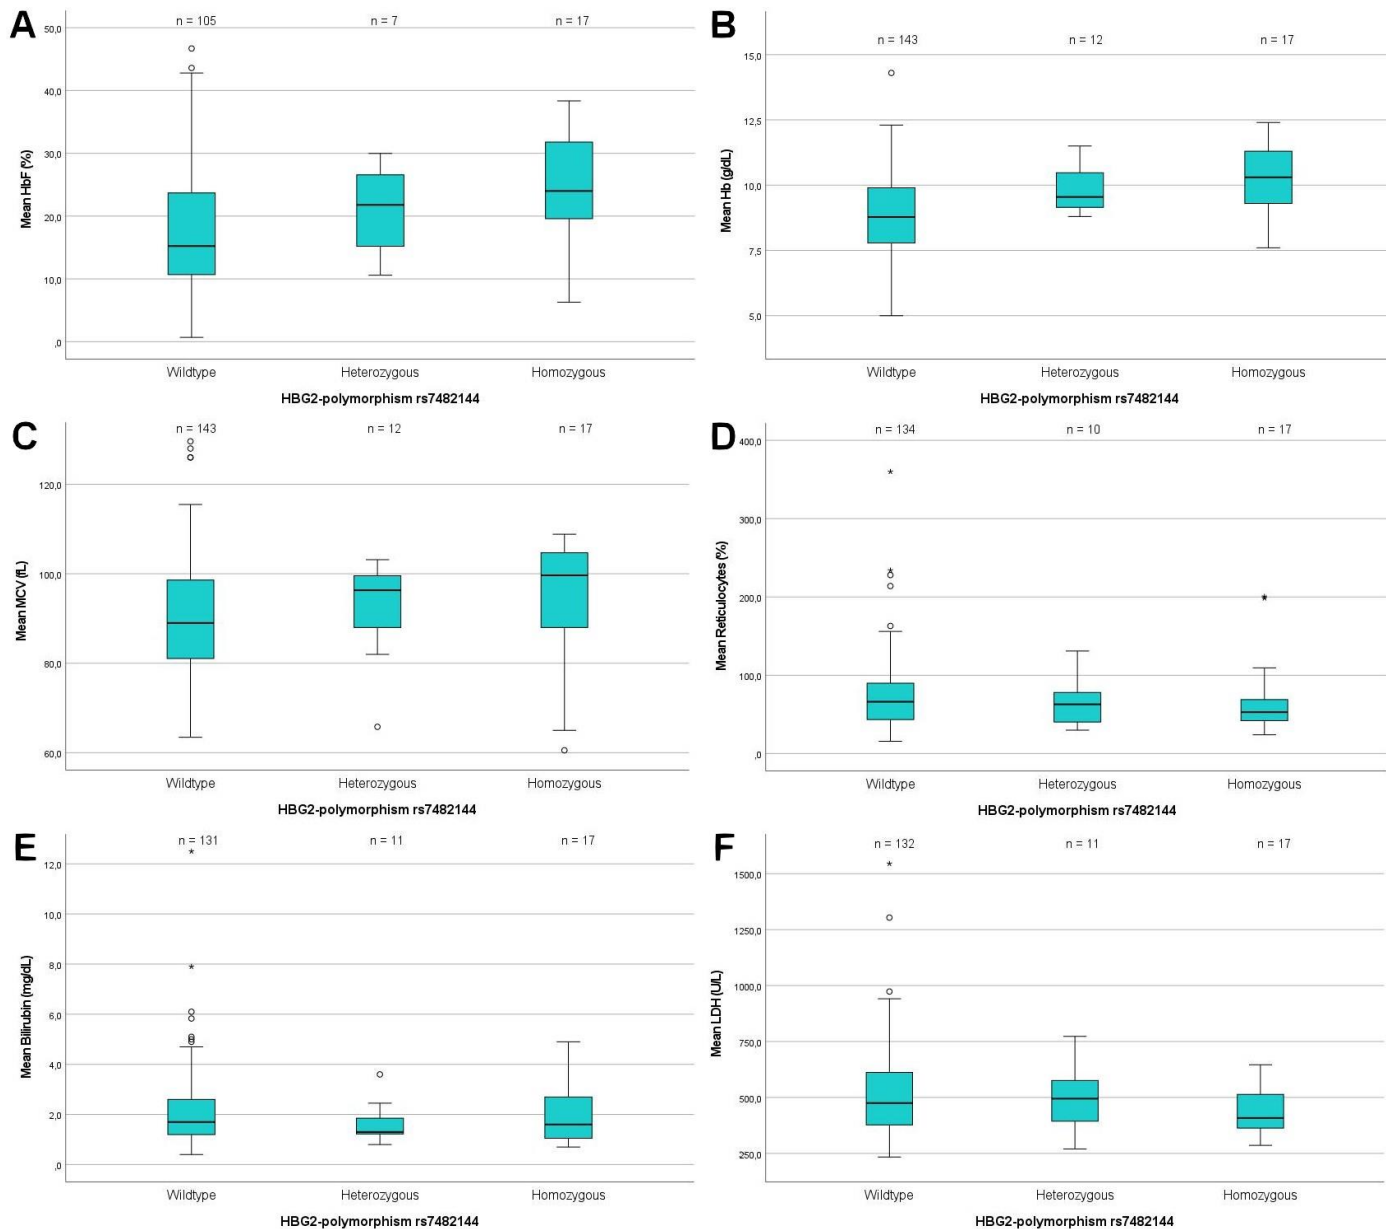 A
n = 105
n = 7
n = 17
50,0
40,0
30,0
20,0
10,0
,0
Mean HbF (%)
Wildtype
Heterozygous
Homozygous
HBG2-polymorphism rs7482144
B
n = 143
n = 12
n = 17
15,0
12,5
10,0
7,5
5,0
Mean Hb (g/dL)
Wildtype
Heterozygous
Homozygous
HBG2-polymorphism rs7482144
C
n = 143
n = 12
n = 17
120,0
100,0
80,0
60,0
Mean MCV (fL)
Wildtype
Heterozygous
Homozygous
HBG2-polymorphism rs7482144
D
n = 134
n = 10
n = 17
400,0
300,0
200,0
100,0
,0
Mean Reticulocytes (%)
Wildtype
Heterozygous
Homozygous
HBG2-polymorphism rs7482144
E
n = 131
n = 11
n = 17
12,0
10,0
8,0
6,0
4,0
2,0
,0
Mean Bilirubin (mg/dL)
Wildtype
Heterozygous
Homozygous
HBG2-polymorphism rs7482144
F
n = 132
n = 11
n = 17
1500,0
1250,0
1000,0
750,0
500,0
250,0
Mean LDH (U/L)
Wildtype
Heterozygous
Homozygous
HBG2-polymorphism rs7482144